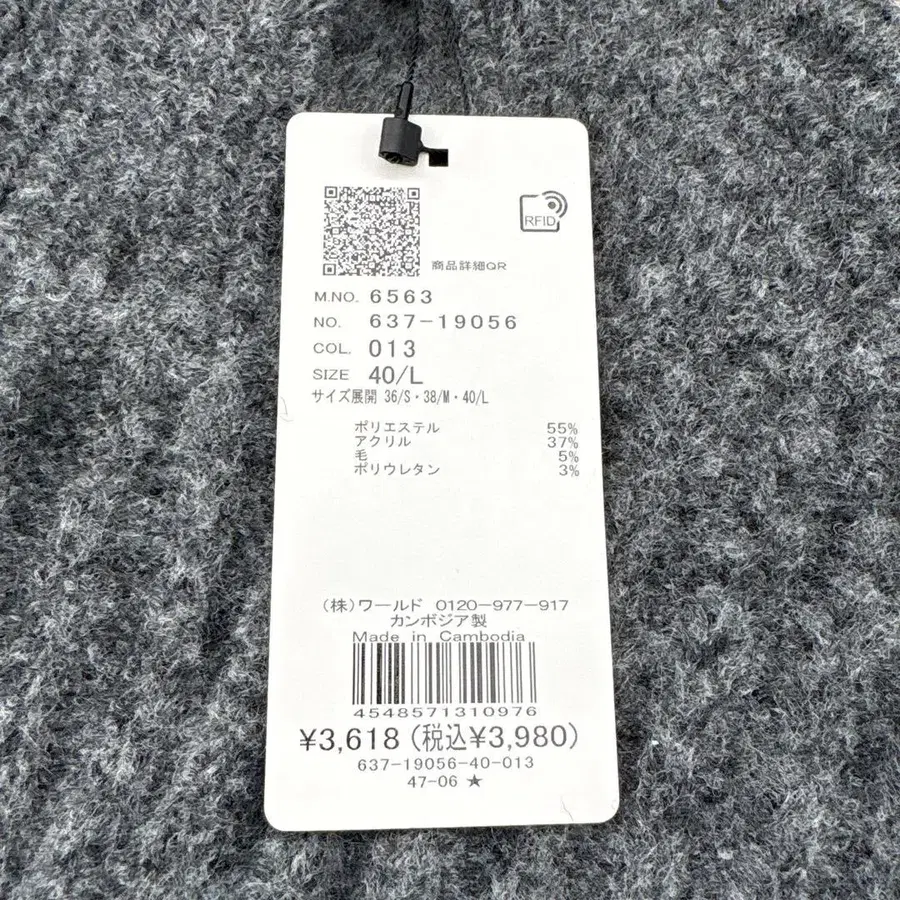 RFID
商品詳細QR
M.NO. 6563
NO. 637-19056
COL. 013
SIZE 40/L
サイズ展開 36/S・38/M・40/L
ポリエステル 55%
アクリル 37%
毛 5%
ポリウレタン 3%
(株)ワールド 0120-977-917
カンボジア製
Made in Cambodia
4548571310976
¥3,618(税込¥3,980)
637-19056-40-013
47-06 ★